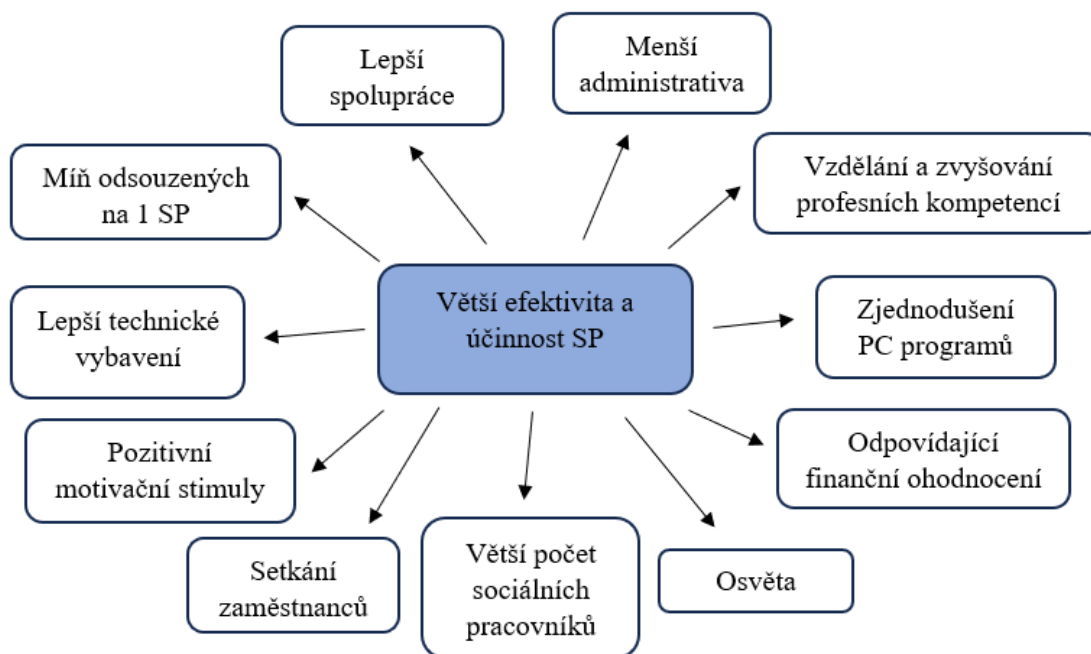 Lepší
spolupráce
Menší
administrativa
Míň odsouzených
na 1 SP
Vzdělání a zvyšování
profesních kompetencí
Větší efektivita a
účinnost SP
Lepší technické
vybavení
Zjednodušení
PC programů
Pozitivní
motivační stimuly
Odpovídající
finanční ohodnocení
Setkání
zaměstnanců
Větší počet
sociálních
pracovníků
Osvěta